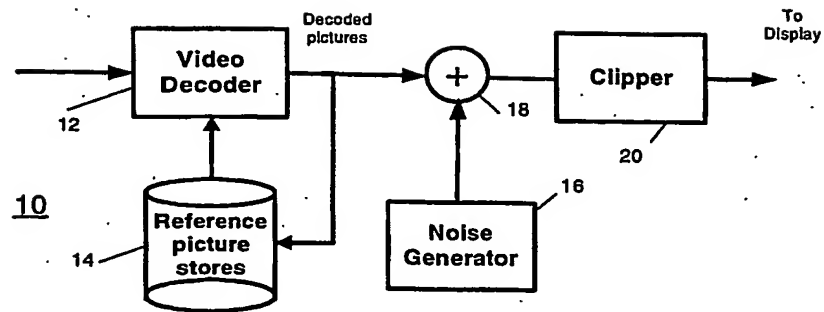 Decoded
pictures
To
Display
Video
Decoder
12
+
18
Clipper
20
10
14
Reference
picture
stores
16
Noise
Generator